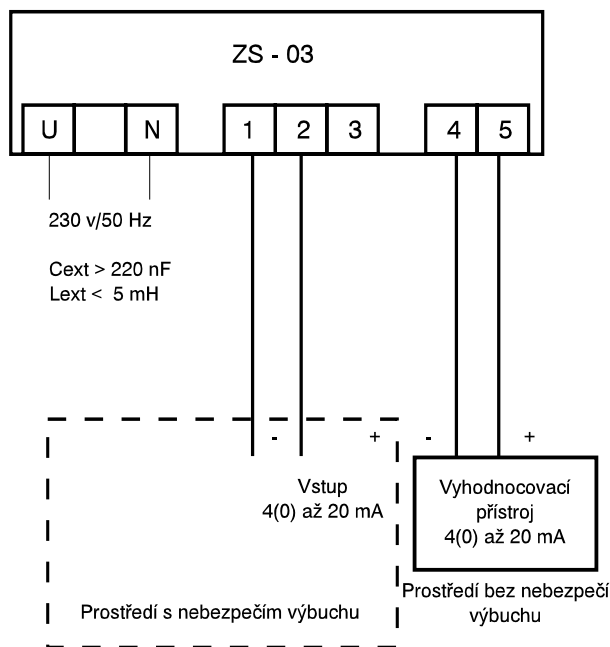 ZS - 03
U N 1 2 3 4 5
230 v/50 Hz
Cext > 220 nF
Lext < 5 mH
- + - +
Vstup
4(0) až 20 mA
Vyhodnocovací
přístroj
4(0) až 20 mA
Prostředí s nebezpečím výbuchu
Prostředí bez nebezpečí
výbuchu